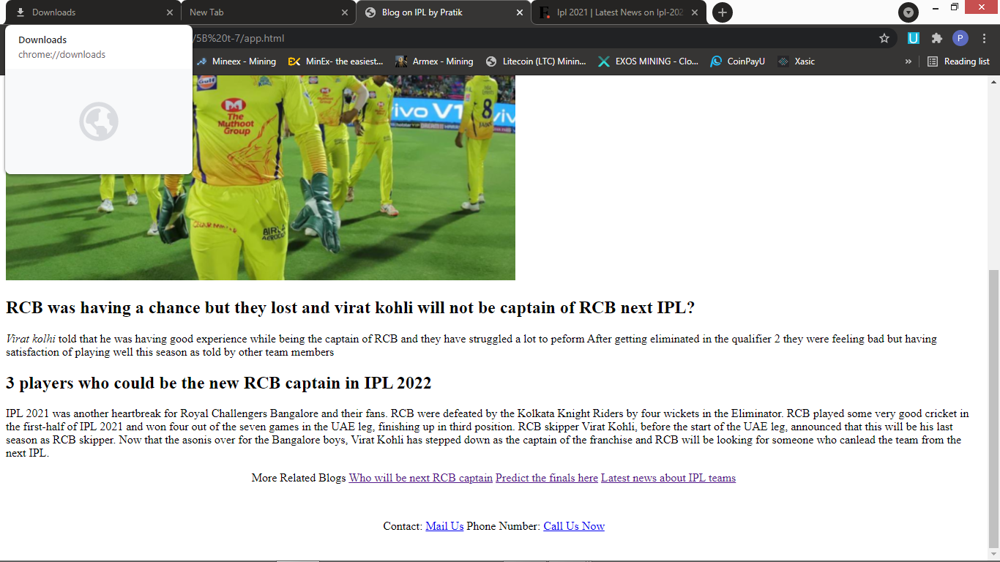 Downloads
New Tab
Blog on IPL by Pratik
Ipl 2021 | Latest News on Ipl-202
Downloads
chrome://downloads
/5B%20t-7/app.html
P
Mineex - Mining
MinEx- the easiest...
Armex - Mining
Litecoin (LTC) Minin...
EXOS MINING - Clo...
CoinPayU
Xasic
»
Reading list
Gulf
The
Muthoot
Group
vivo V1
8
RCB was having a chance but they lost and virat kohli will not be captain of RCB next IPL?
Virat kolhi told that he was having good experience while being the captain of RCB and they have struggled a lot to peform After getting eliminated in the qualifier 2 they were feeling bad but having
satisfaction of playing well this season as told by other team members
3 players who could be the new RCB captain in IPL 2022
IPL 2021 was another heartbreak for Royal Challengers Bangalore and their fans. RCB were defeated by the Kolkata Knight Riders by four wickets in the Eliminator. RCB played some very good cricket in
the first-half of IPL 2021 and won four out of the seven games in the UAE leg, finishing up in third position. RCB skipper Virat Kohli, before the start of the UAE leg, announced that this will be his last
season as RCB skipper. Now that the asonis over for the Bangalore boys, Virat Kohli has stepped down as the captain of the franchise and RCB will be looking for someone who canlead the team from the
next IPL.
More Related Blogs Who will be next RCB captain Predict the finals here Latest news about IPL teams
Contact: Mail Us Phone Number: Call Us Now